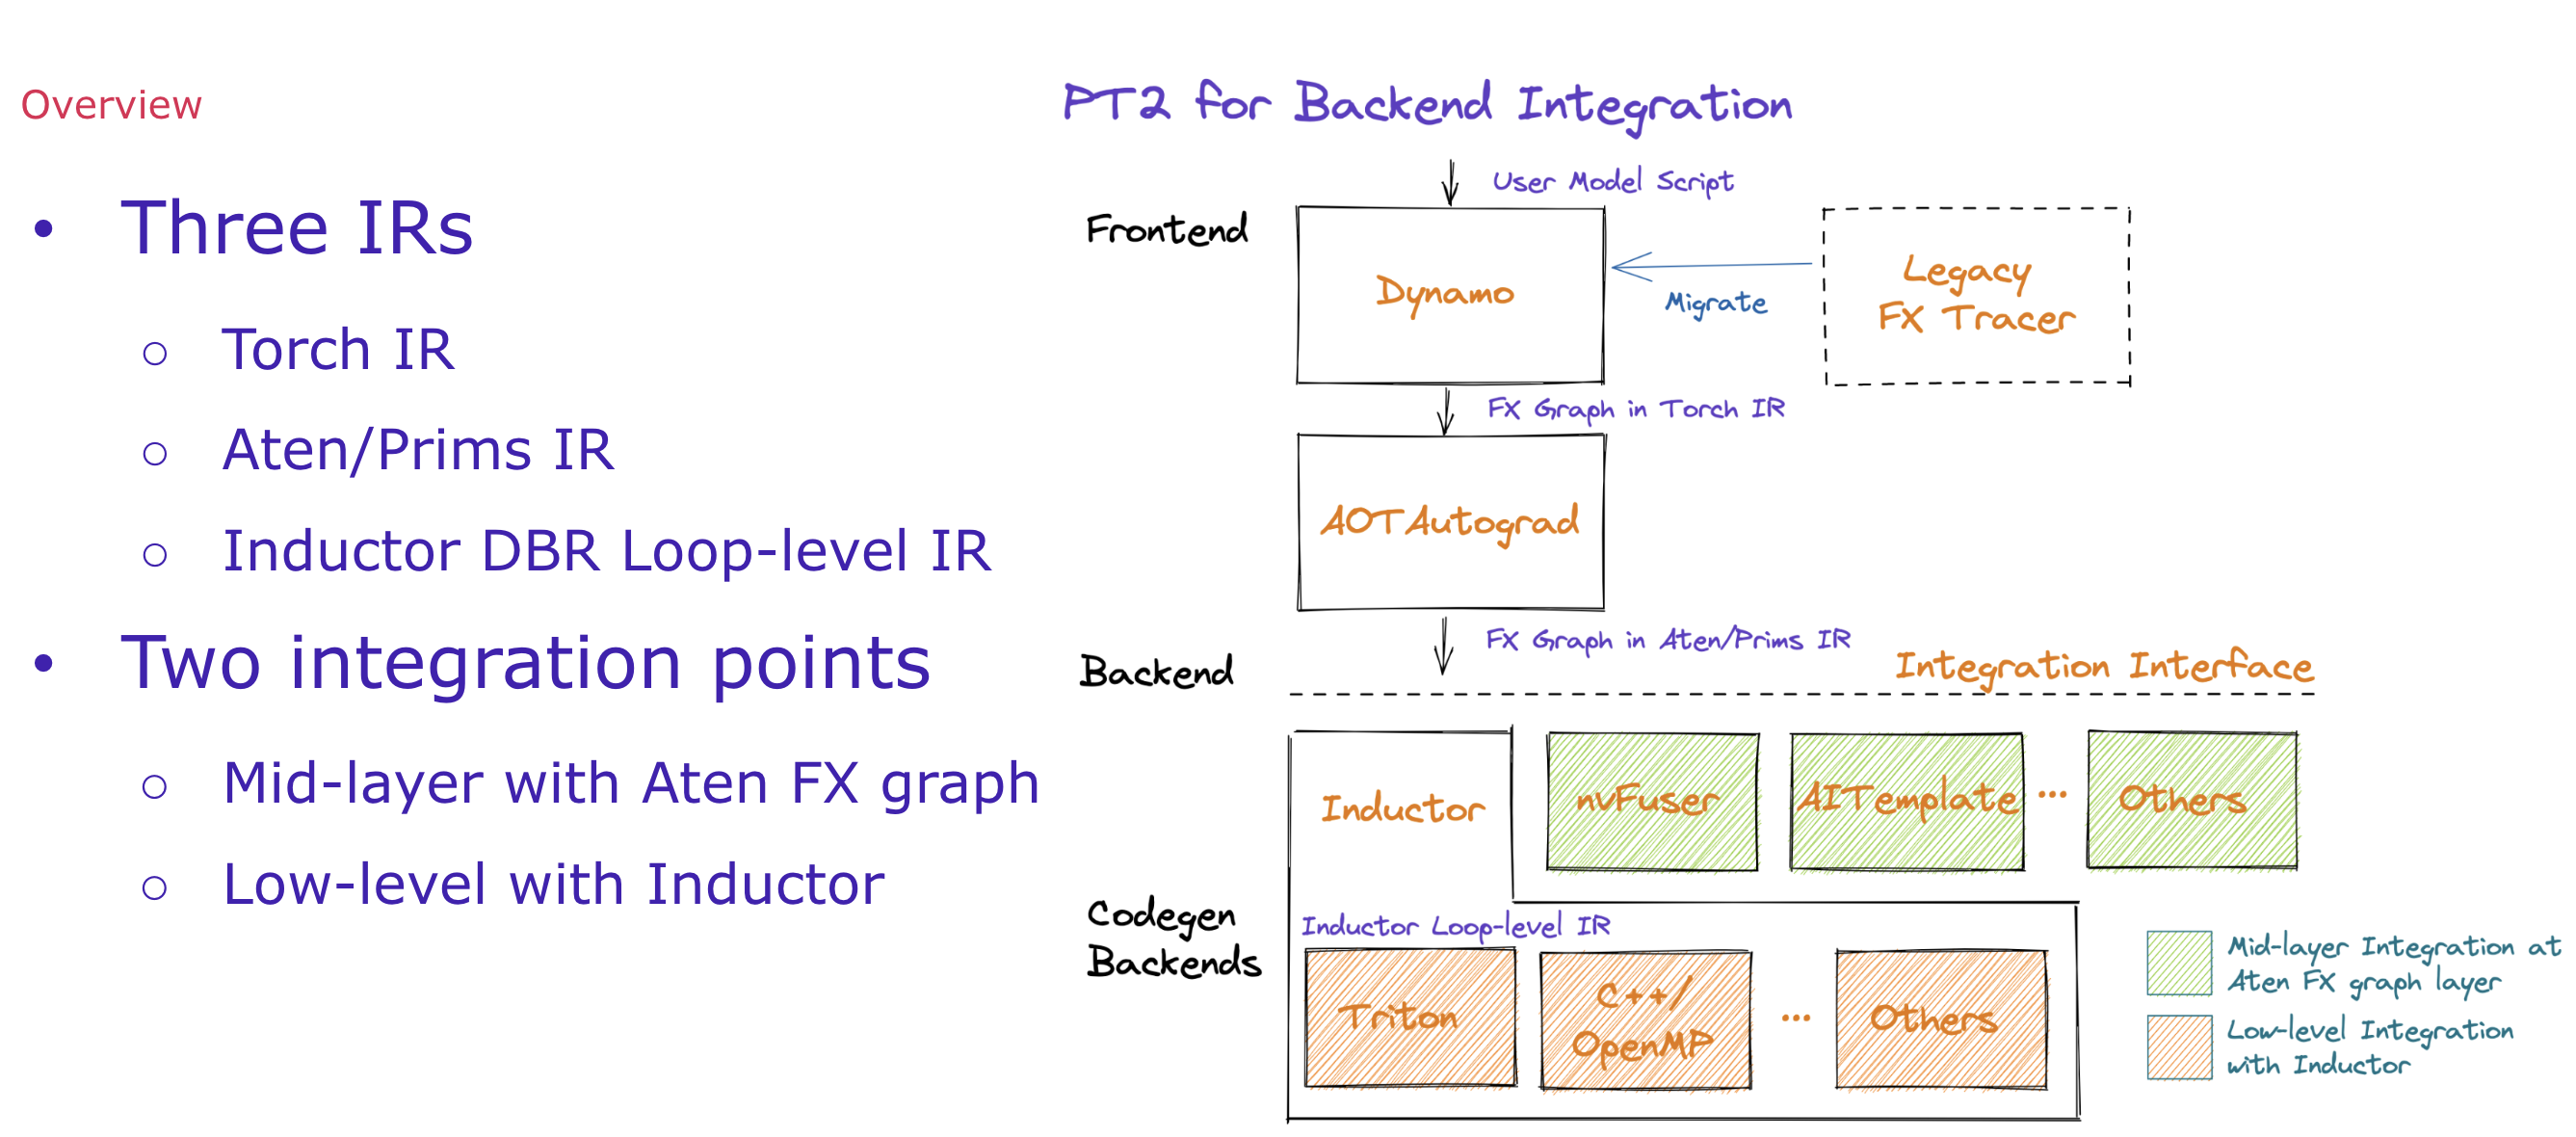 Overview
• Three IRs
○ Torch IR
○ Aten/Prims IR
○ Inductor DBR Loop-level IR
• Two integration points
○ Mid-layer with Aten FX graph
○ Low-level with Inductor
PT2 for Backend Integration
User Model Script
Frontend
Dynamo
Migrate
Legacy
FX Tracer
FX Graph in Torch IR
AOTAutograd
FX Graph in Aten/Prims IR
Backend
Integration Interface
Inductor
nvFuser
AITemplate
...
Others
Codegen
Backends
Inductor Loop-level IR
Triton
C++/
OpenMP
...
Others
Mid-layer Integration at
Aten FX graph layer
Low-level Integration
with Inductor